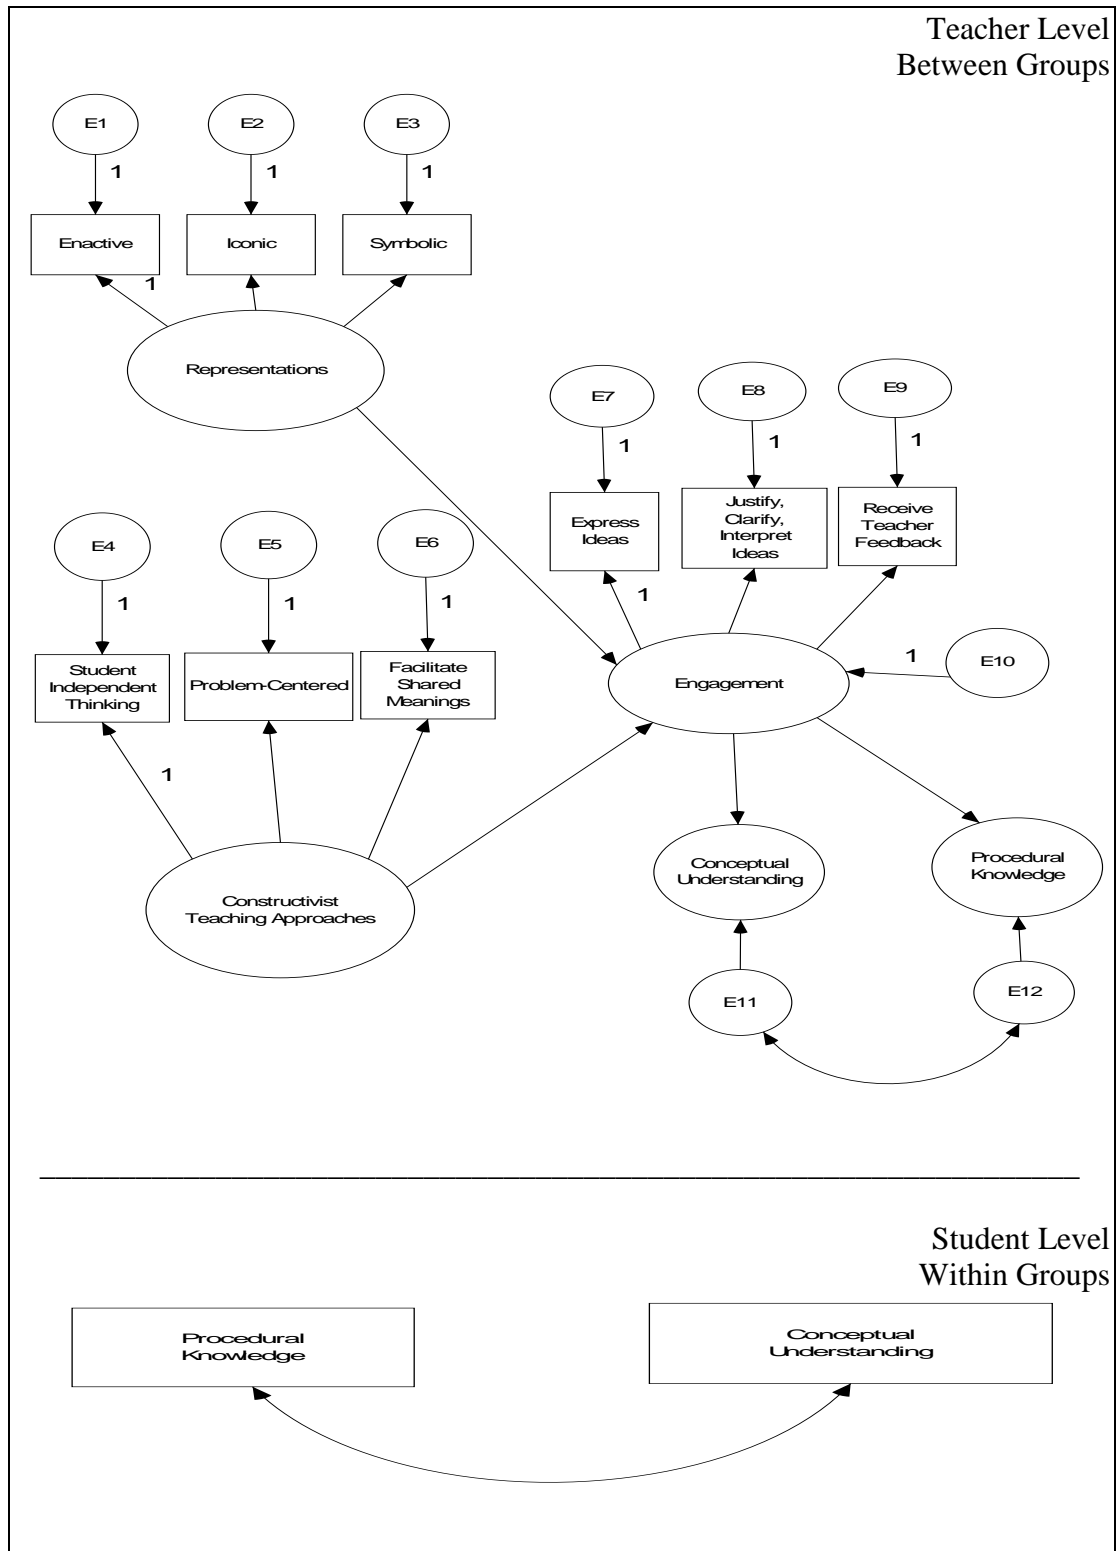 Teacher Level
Between Groups
E1
E2
E3
1
1
1
Enactive
Iconic
Symbolic
1
Representations
E7
E8
E9
1
1
1
Express
Ideas
Justify,
Clarify,
Interpret
Ideas
Receive
Teacher
Feedback
E4
E5
E6
1
1
1
Student
Independent
Thinking
Problem-Centered
Facilitate
Shared
Meanings
1
Engagement
1
E10
1
Constructivist
Teaching Approaches
Conceptual
Understanding
Procedural
Knowledge
E11
E12
Student Level
Within Groups
Procedural
Knowledge
Conceptual
Understanding